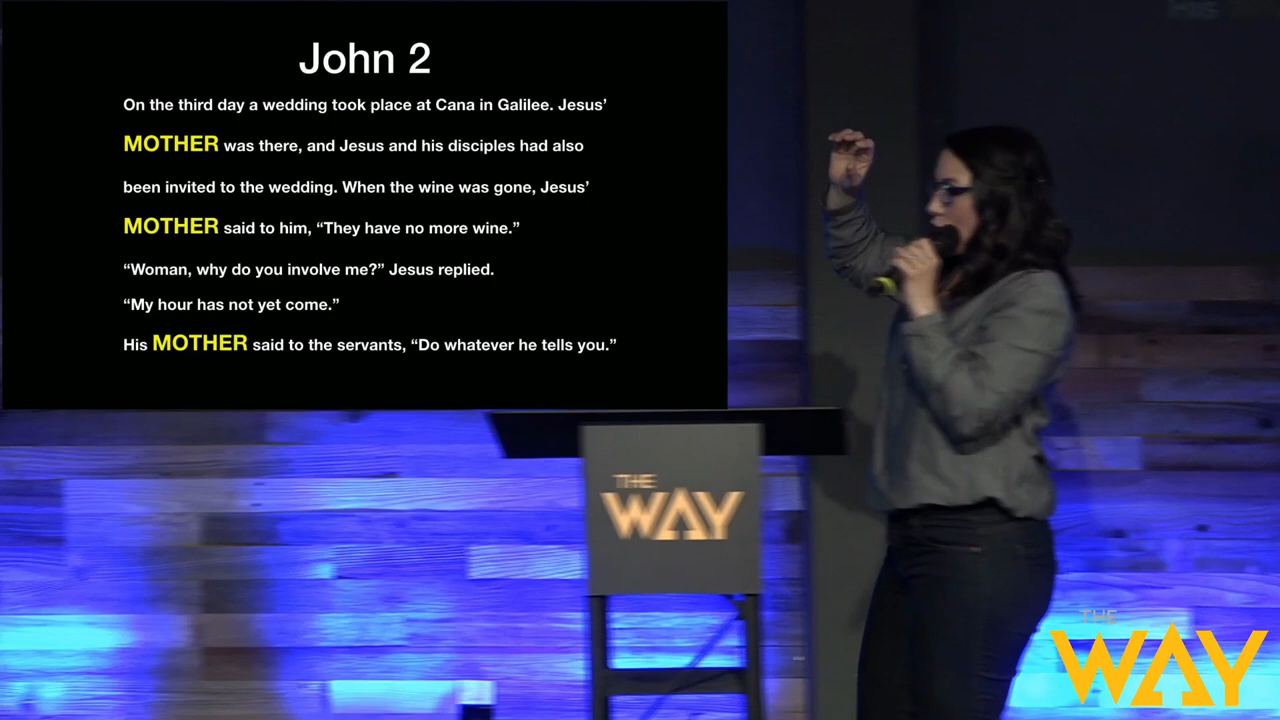 John 2
On the third day a wedding took place at Cana in Galilee. Jesus’
MOTHER was there, and Jesus and his disciples had also
been invited to the wedding. When the wine was gone, Jesus’
MOTHER said to him, “They have no more wine.”
“Woman, why do you involve me?” Jesus replied.
“My hour has not yet come.”
His MOTHER said to the servants, “Do whatever he tells you.”
THE
WAY
THE
WAY